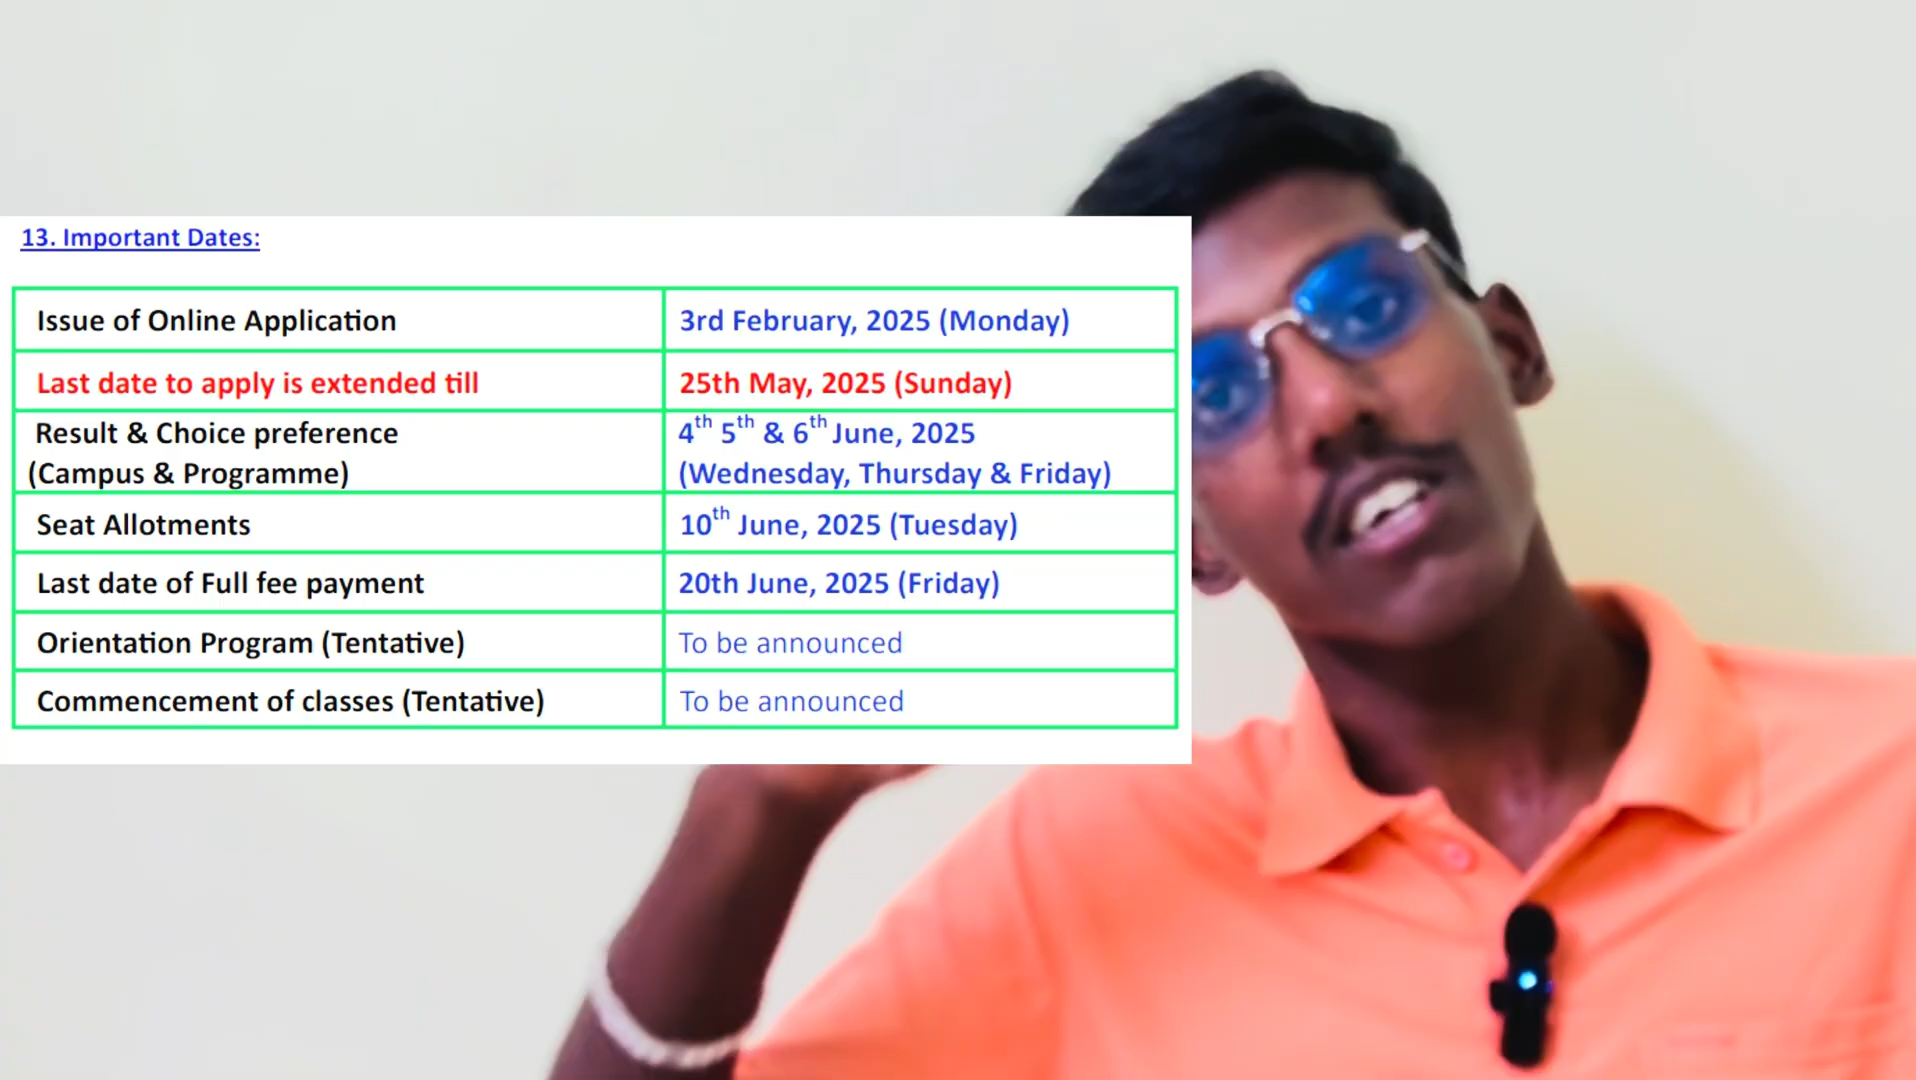 13. Important Dates:
Issue of Online Application 3rd February, 2025 (Monday)
Last date to apply is extended till 25th May, 2025 (Sunday)
Result & Choice preference 4th 5th & 6th June, 2025
(Campus & Programme) (Wednesday, Thursday & Friday)
Seat Allotments 10th June, 2025 (Tuesday)
Last date of Full fee payment 20th June, 2025 (Friday)
Orientation Program (Tentative) To be announced
Commencement of classes (Tentative) To be announced